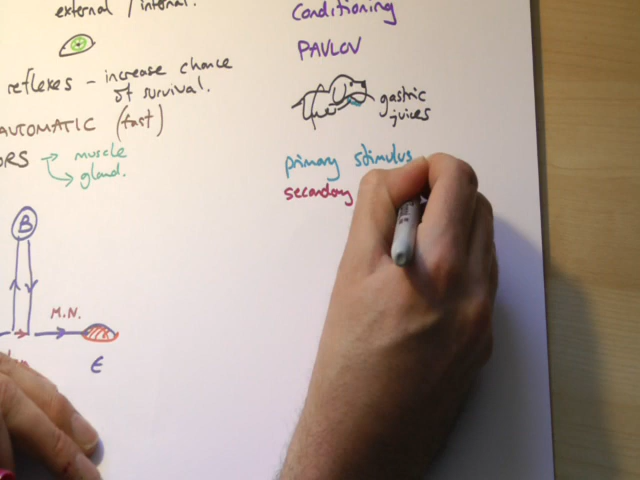 external / internal.
reflexes – increase chance
of survival.
AUTOMATIC (fast)
ORS → muscle
→ gland.
B
M.N.
E
Conditioning
PAVLOV
gastric
juices
primary stimulus
secondary